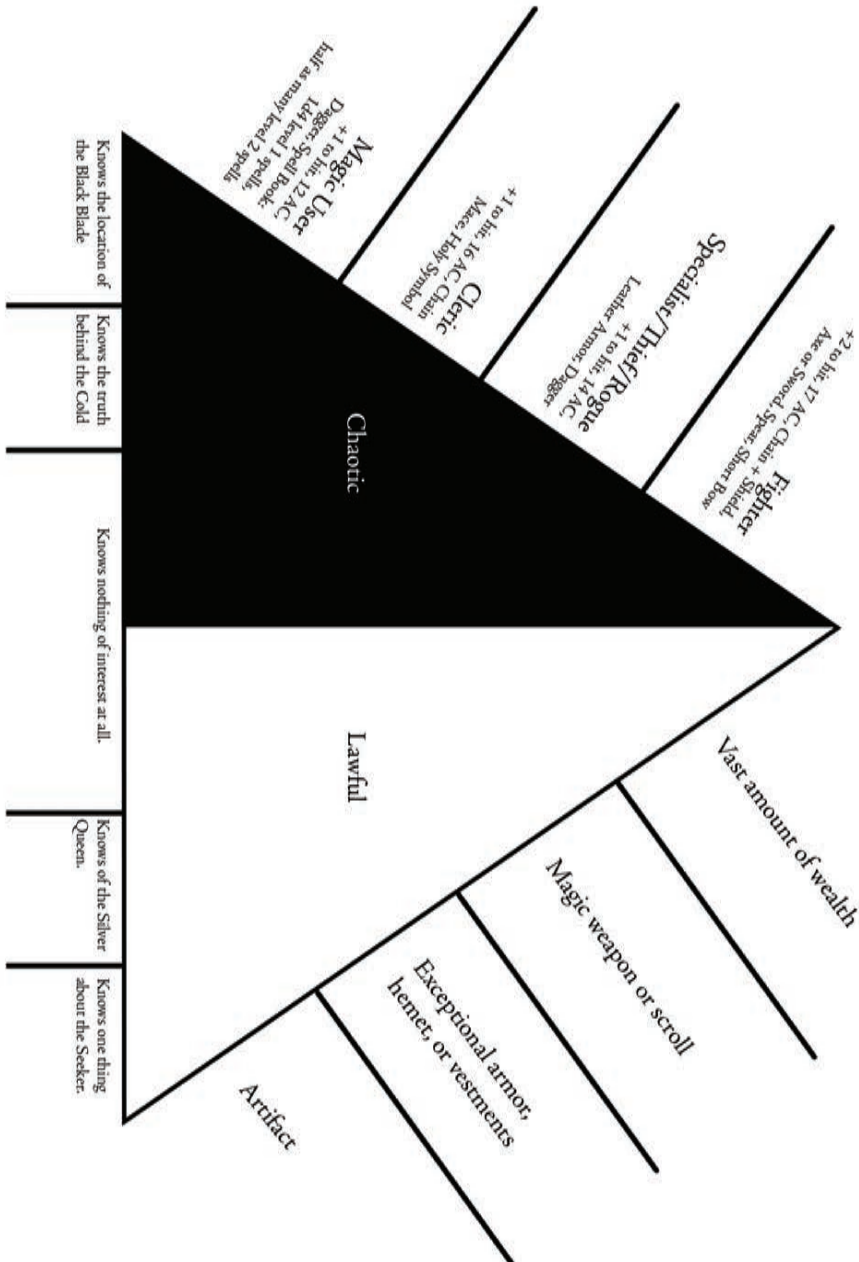 Fighter
+2 to hit, 17 AC, Chain + Shield,
Axe or Sword, Spear, Short Bow
Specialist/Thief/Rogue
+1 to hit, 14 AC,
Leather Armor, Dagger
Cleric
+1 to hit, 16 AC, Chain
Mace, Holy Symbol
Magic User
+1 to hit, 12 AC,
Dagger, Spell Book:
1d4 level 1 spells,
half as many level 2 spells
Chaotic
Lawful
Vast amount of wealth
Magic weapon or scroll
Exceptional armor,
hemet, or vestments
Artifact
Knows the location of
the Black Blade
Knows the truth
behind the Cold
Knows nothing of interest at all.
Knows of the Silver
Queen.
Knows one thing
about the Seeker.